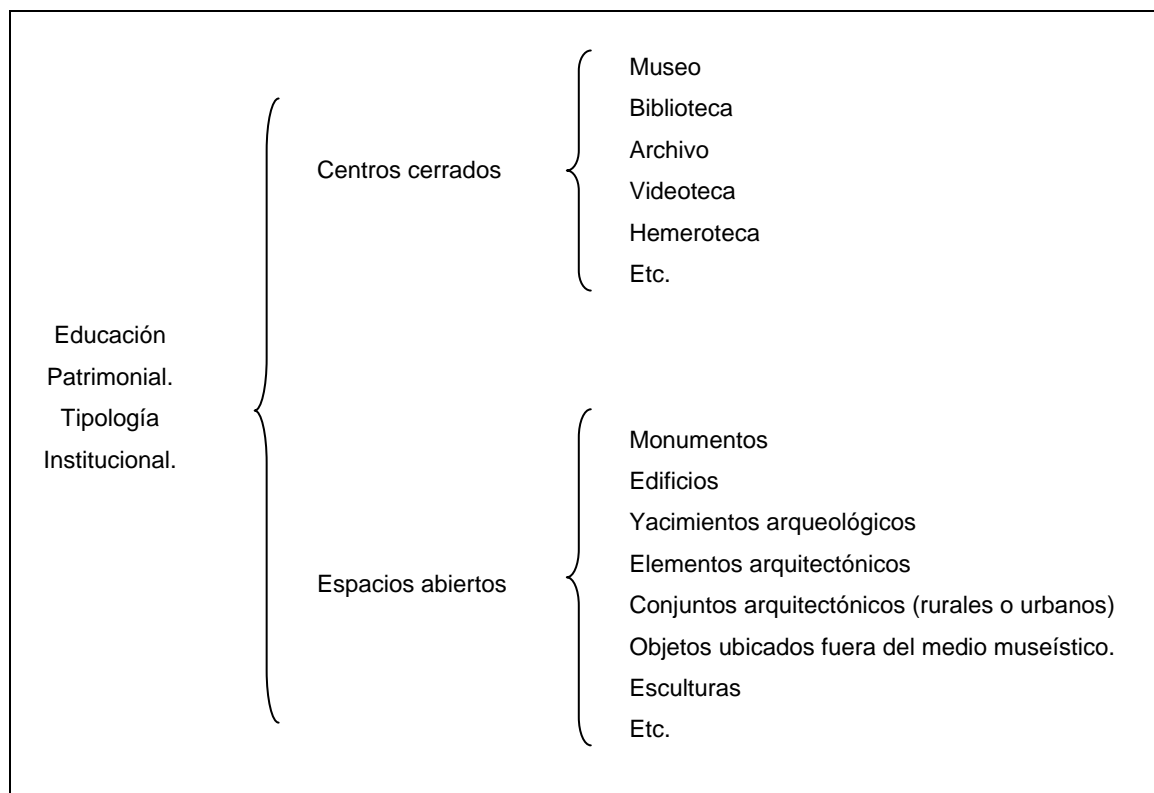 Educación
Patrimonial.
Tipología
Institucional.
Centros cerrados
Museo
Biblioteca
Archivo
Videoteca
Hemeroteca
Etc.
Espacios abiertos
Monumentos
Edificios
Yacimientos arqueológicos
Elementos arquitectónicos
Conjuntos arquitectónicos (rurales o urbanos)
Objetos ubicados fuera del medio museístico.
Esculturas
Etc.